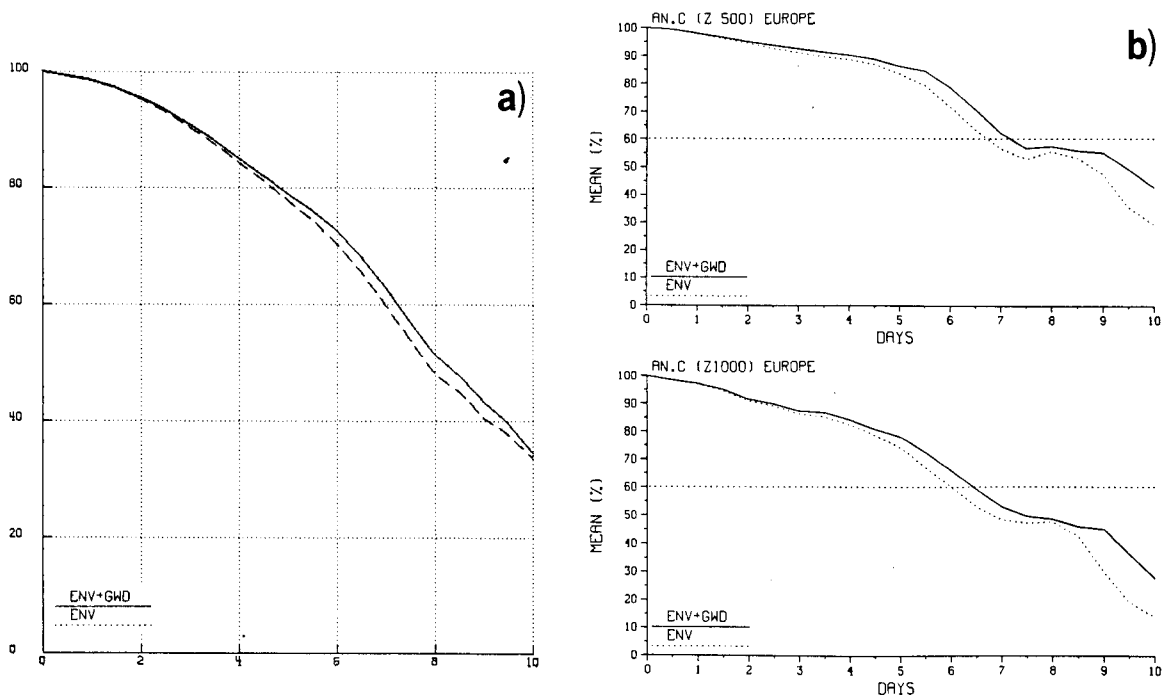 a)
100
80
60
40
20
0
ENV+GWD
ENV
0 2 4 6 8 10
b)
AN.C (Z 500) EUROPE
MEAN (%)
100
90
80
70
60
50
40
30
20
10
0
ENV+GWD
ENV
0 1 2 3 4 5 6 7 8 9 10
DAYS
AN.C (Z1000) EUROPE
MEAN (%)
100
90
80
70
60
50
40
30
20
10
0
ENV+GWD
ENV
0 1 2 3 4 5 6 7 8 9 10
DAYS